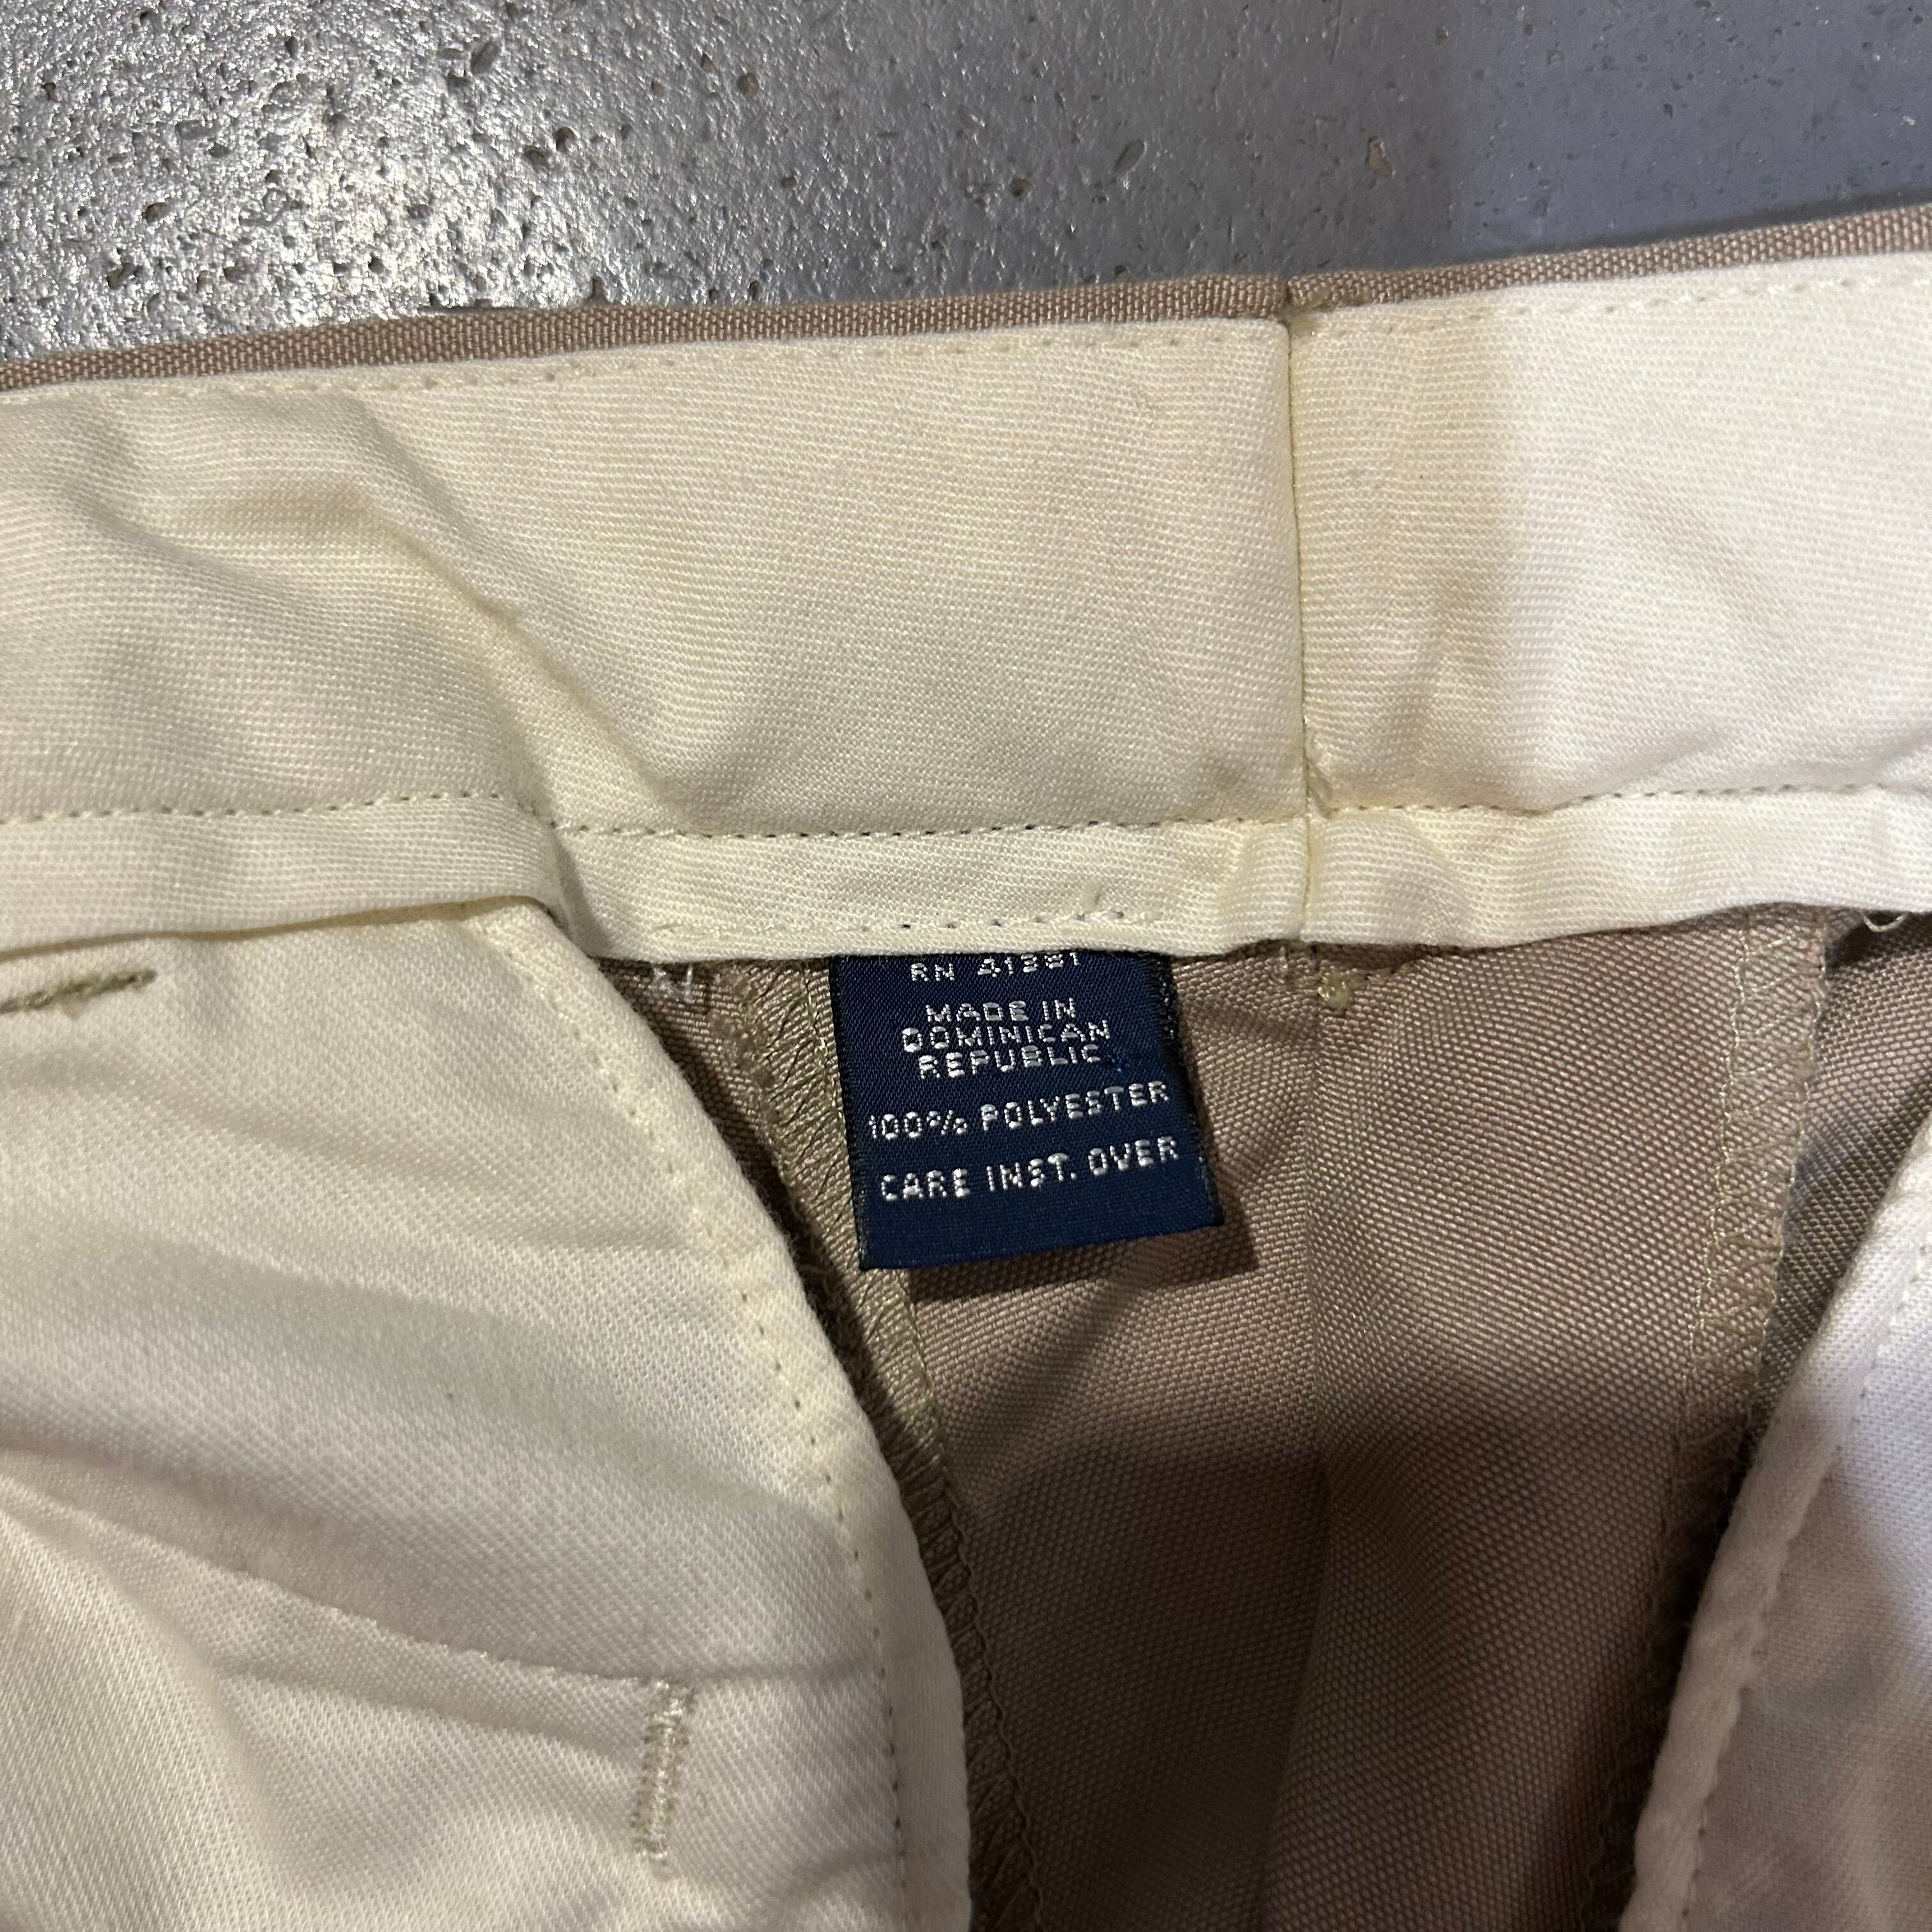 RN 41381
MADE IN
DOMINICAN
REPUBLIC
100% POLYESTER
CARE INST. OVER